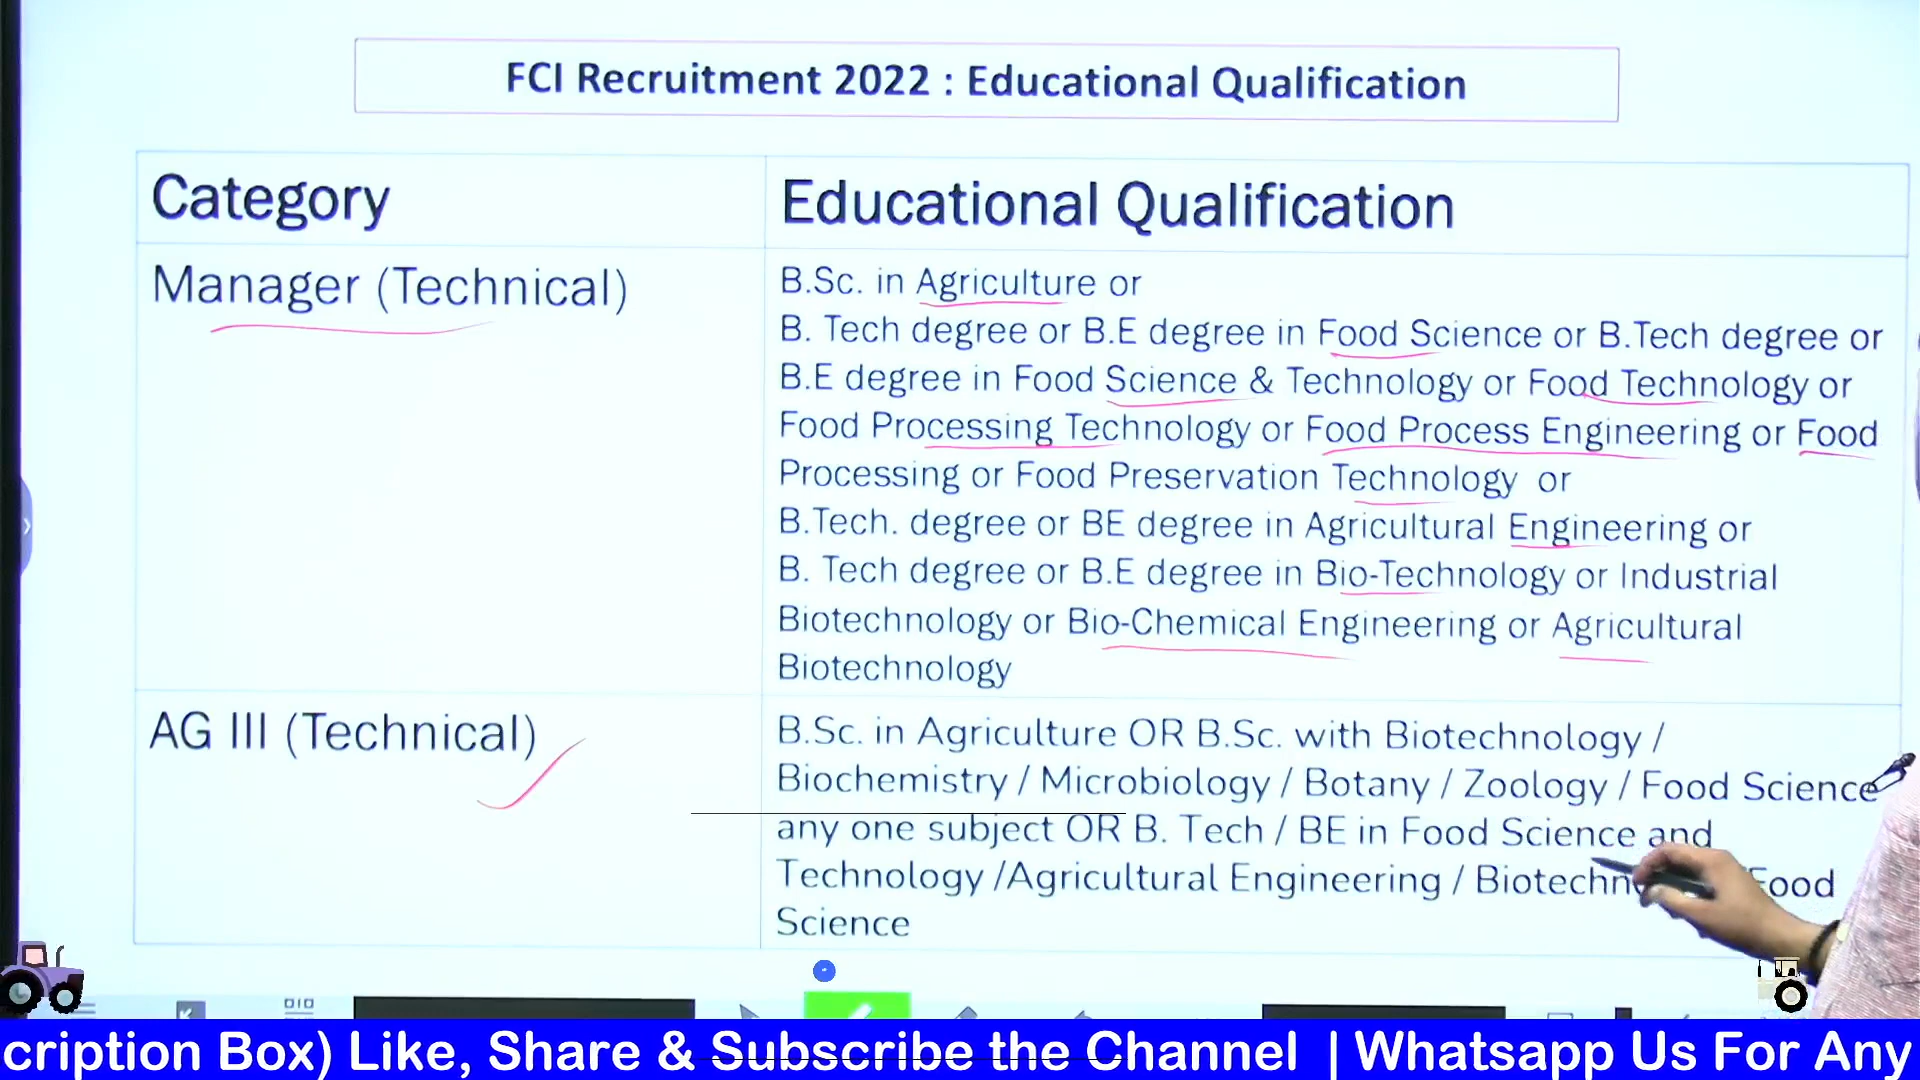 FCI Recruitment 2022 : Educational Qualification
Category
Educational Qualification
Manager (Technical)
B.Sc. in Agriculture or
B. Tech degree or B.E degree in Food Science or B.Tech degree or
B.E degree in Food Science & Technology or Food Technology or
Food Processing Technology or Food Process Engineering or Food
Processing or Food Preservation Technology or
B.Tech. degree or BE degree in Agricultural Engineering or
B. Tech degree or B.E degree in Bio-Technology or Industrial
Biotechnology or Bio-Chemical Engineering or Agricultural
Biotechnology
AG III (Technical)
B.Sc. in Agriculture OR B.Sc. with Biotechnology /
Biochemistry / Microbiology / Botany / Zoology / Food Science
any one subject OR B. Tech / BE in Food Science and
Technology /Agricultural Engineering / Biotechn Food
Science
cription Box) Like, Share & Subscribe the Channel | Whatsapp Us For Any